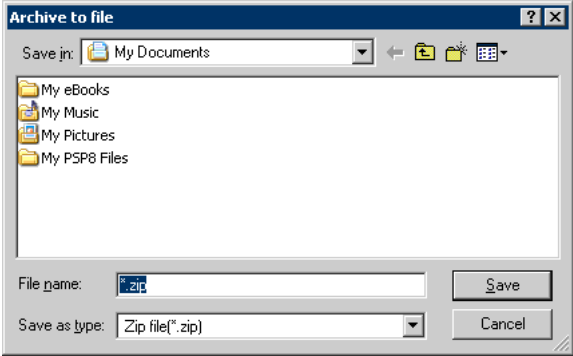 Archive to file
Save in: My Documents
My eBooks
My Music
My Pictures
My PSP8 Files
File name: *.zip Save
Save as type: Zip file(*.zip) Cancel